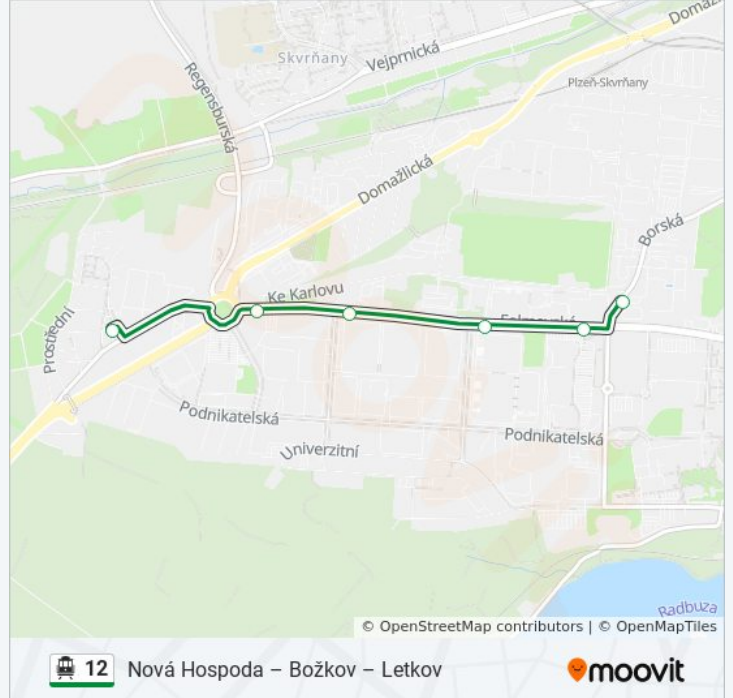 Domaž
Skvrňany
Vejprnická
Regensburská
Plzeň-Skvrňany
Domažlická
Borská
Ke Karlovu
Folmavská
Prostřední
Podnikatelská
Podnikatelská
Univerzitní
Radbuza
© OpenStreetMap contributors | © OpenMapTiles
12 Nová Hospoda – Božkov – Letkov
moovit